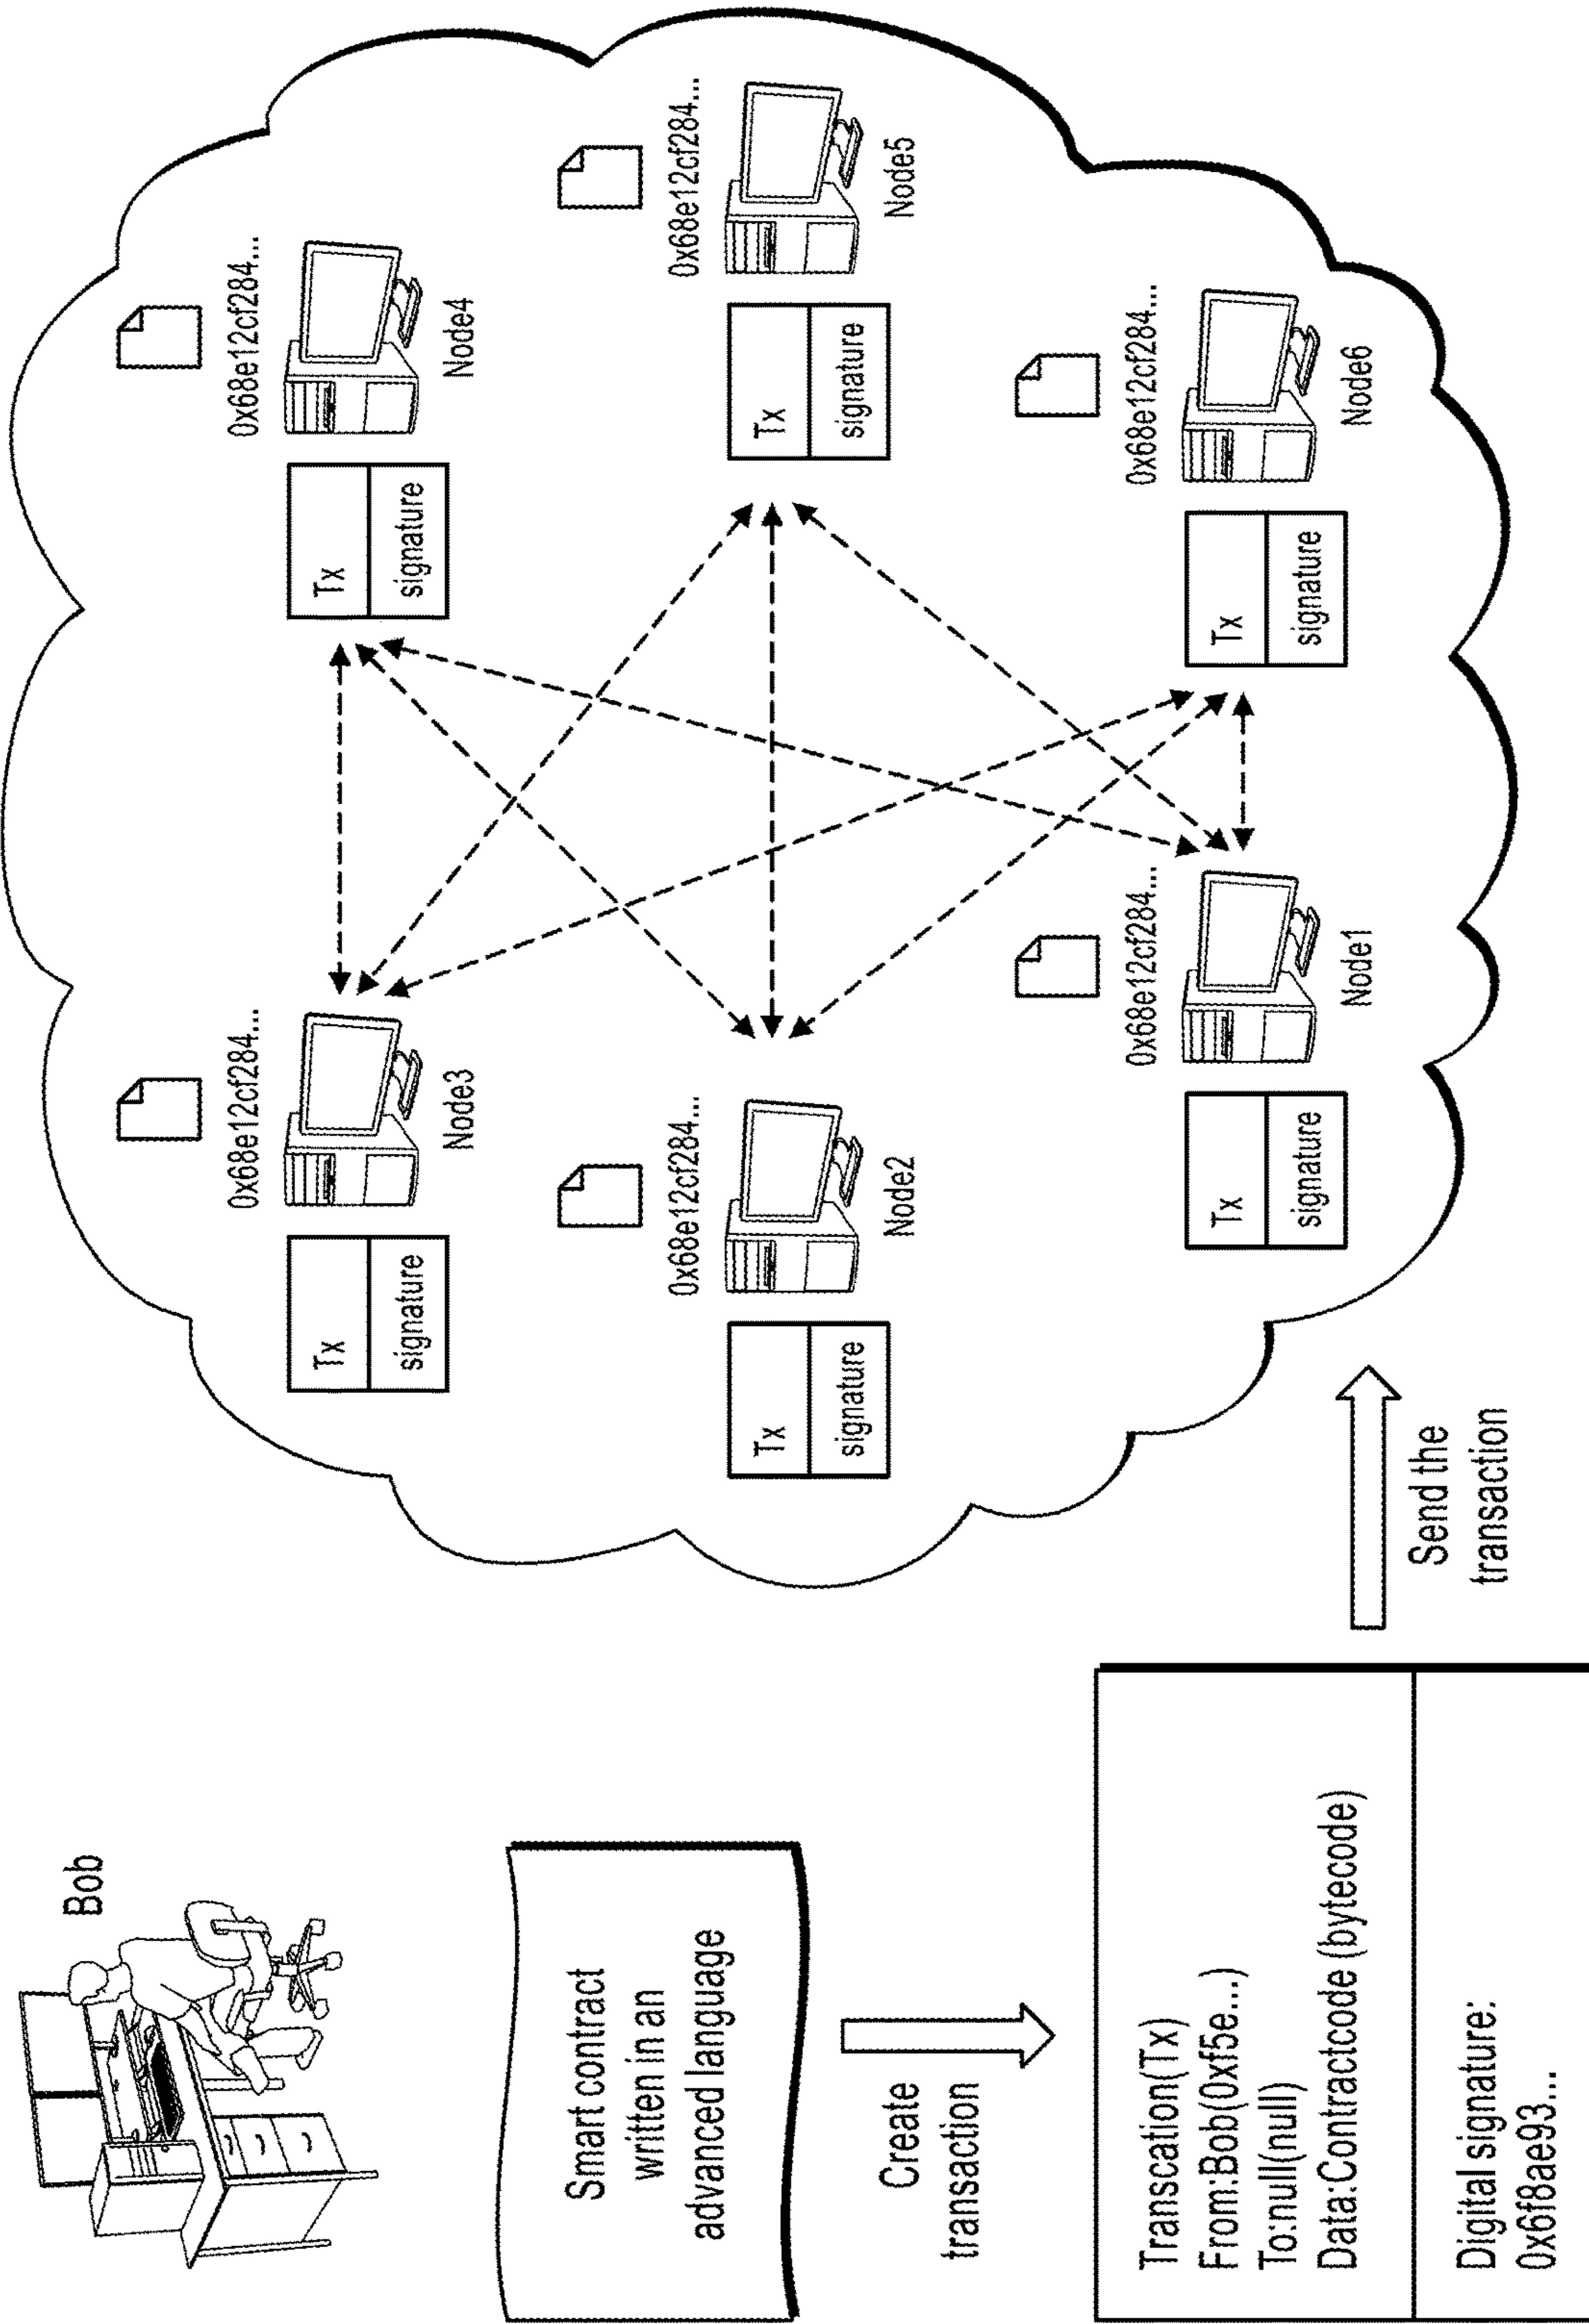 Bob
Smart contract
written in an
advanced language
Create
transaction
Transcation(Tx)
From:Bob(0xf5e...)
To:null(null)
Data:Contractcode (bytecode)
Digital signature:
0x6f8ae93...
Send the
transaction
0x68e12cf284...
Tx
signature
Node3
0x68e12cf284...
Tx
signature
Node4
0x68e12cf284...
Tx
signature
Node2
0x68e12cf284...
Tx
signature
Node5
0x68e12cf284...
Tx
signature
Node1
0x68e12cf284...
Tx
signature
Node6